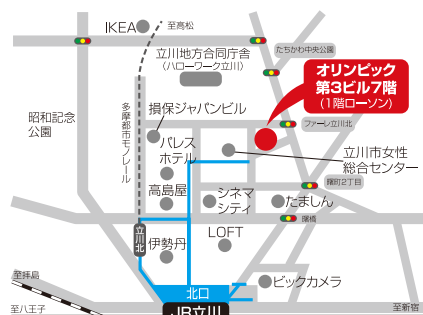 IKEA
至高松
立川地方合同庁舎
(ハローワーク立川)
たちかわ中央公園
オリンピック
第3ビル7階
(1階ローソン)
昭和記念
公園
多摩都市モノレール
損保ジャパンビル
ファーレ立川北
パレス
ホテル
立川市女性
総合センター
高島屋
シネマ
シティ
曙町2丁目
たましん
曙橋
立川北
伊勢丹
LOFT
至拝島
北口
ビックカメラ
至八王子
JR立川
至新宿